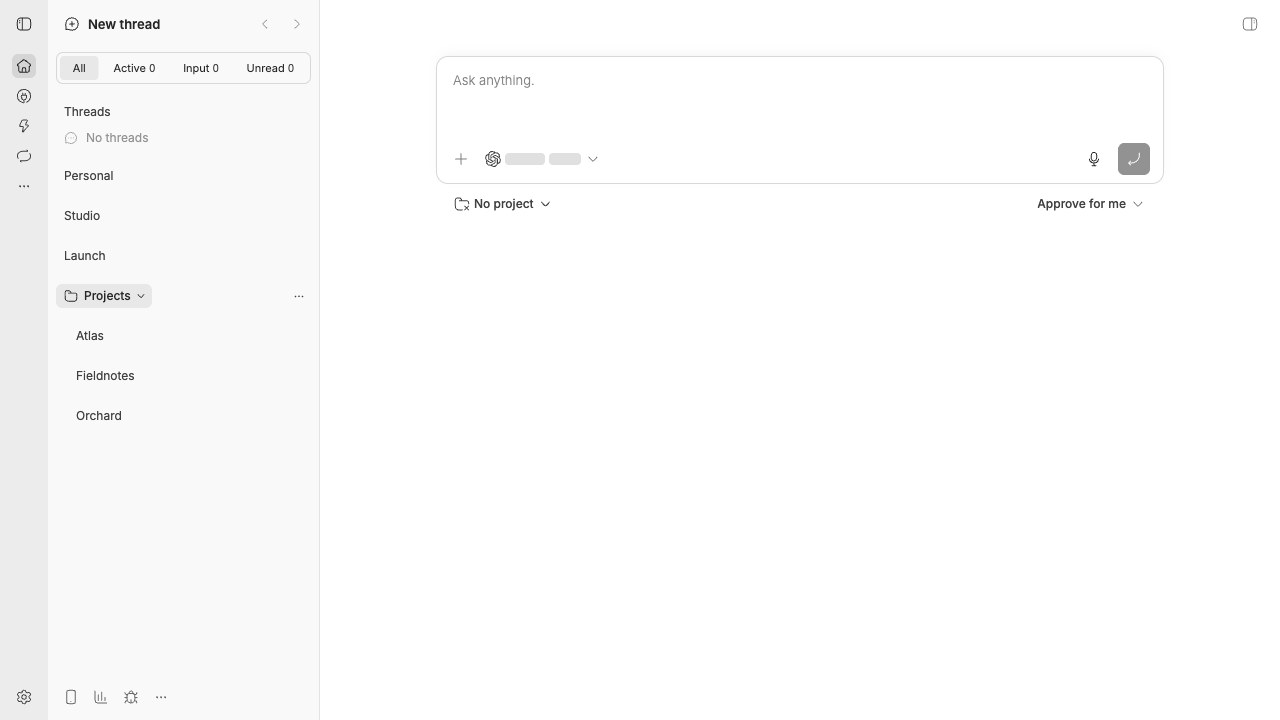 New thread
All Active 0 Input 0 Unread 0
Threads
No threads
Personal
Studio
Launch
Projects
Atlas
Fieldnotes
Orchard
Ask anything.
No project
Approve for me